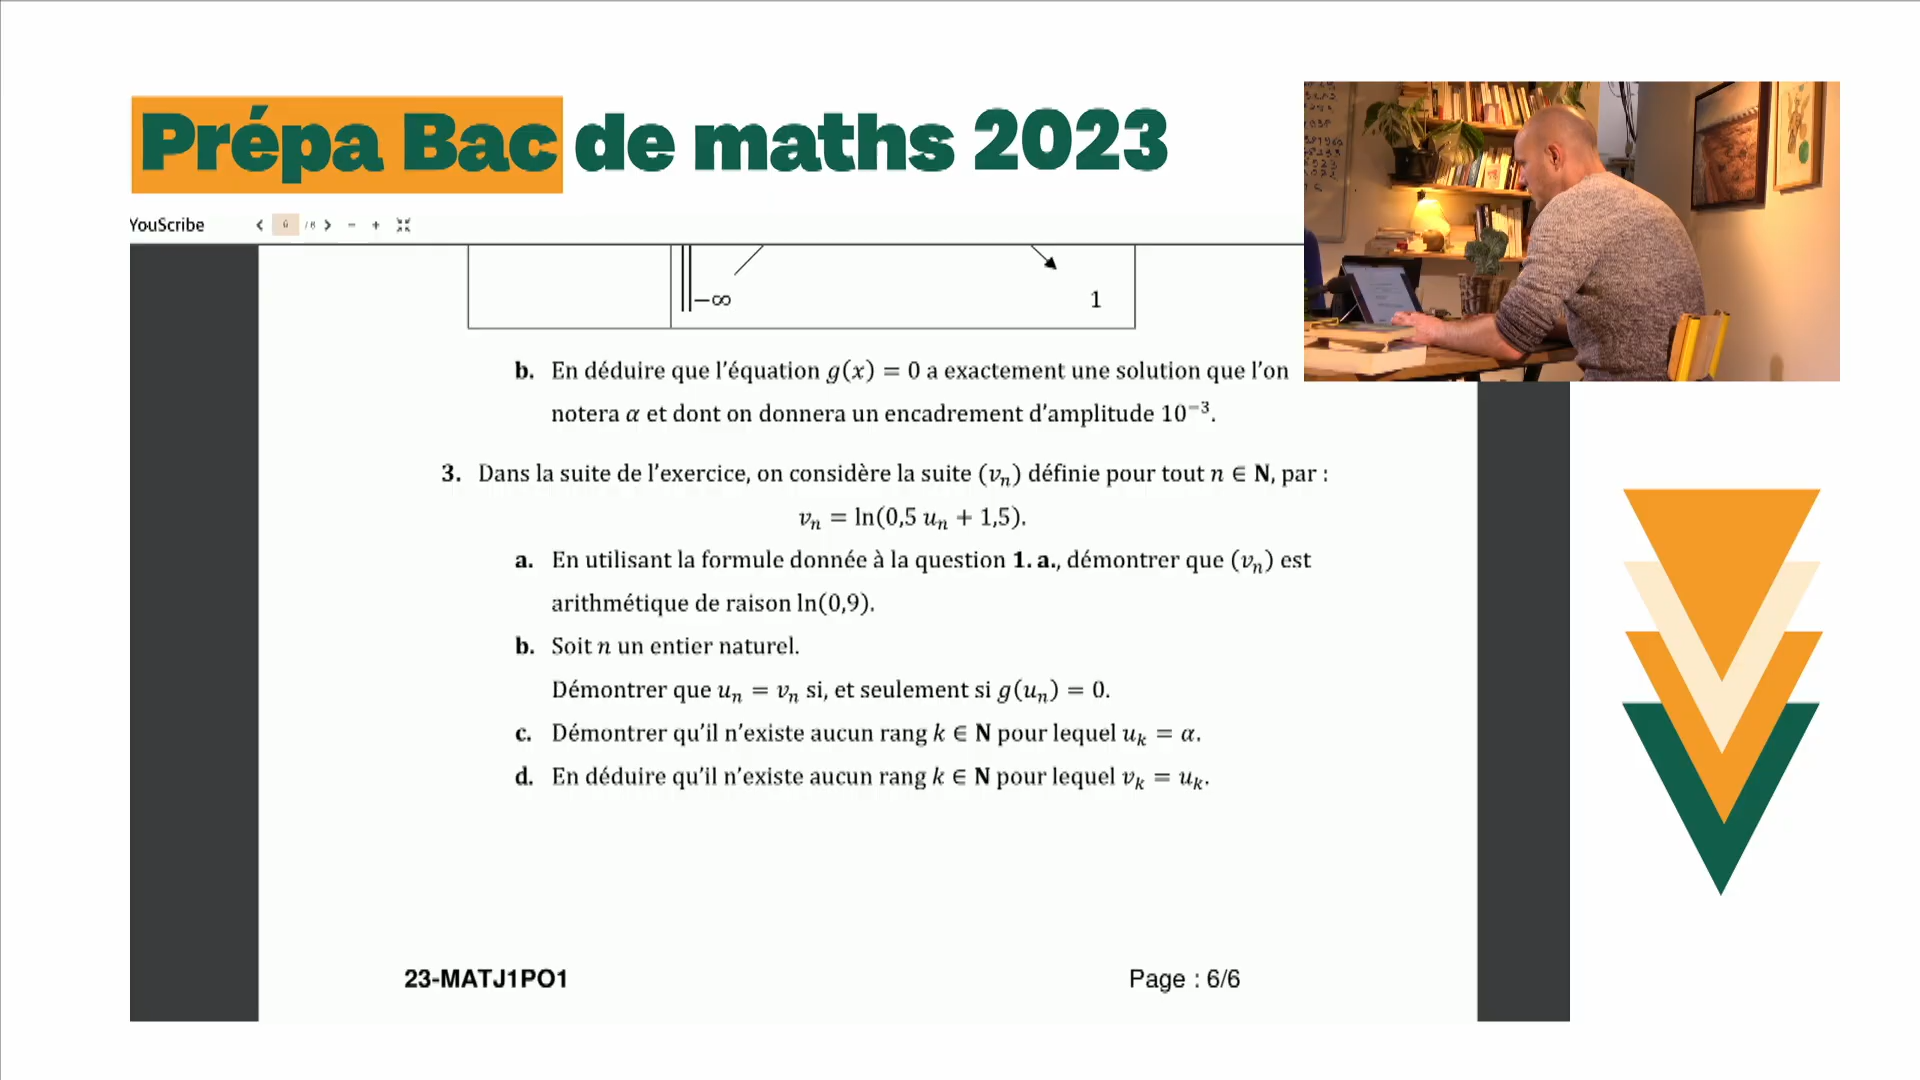 Prépa Bac de maths 2023
YouScribe
−∞
1
b. En déduire que l'équation g(x) = 0 a exactement une solution que l'on
notera α et dont on donnera un encadrement d'amplitude 10⁻³.
3. Dans la suite de l'exercice, on considère la suite (vₙ) définie pour tout n ∈ N, par :
vₙ = ln(0,5 uₙ + 1,5).
a. En utilisant la formule donnée à la question 1. a., démontrer que (vₙ) est
arithmétique de raison ln(0,9).
b. Soit n un entier naturel.
Démontrer que uₙ = vₙ si, et seulement si g(uₙ) = 0.
c. Démontrer qu'il n'existe aucun rang k ∈ N pour lequel uₖ = α.
d. En déduire qu'il n'existe aucun rang k ∈ N pour lequel vₖ = uₖ.
23-MATJ1PO1
Page : 6/6